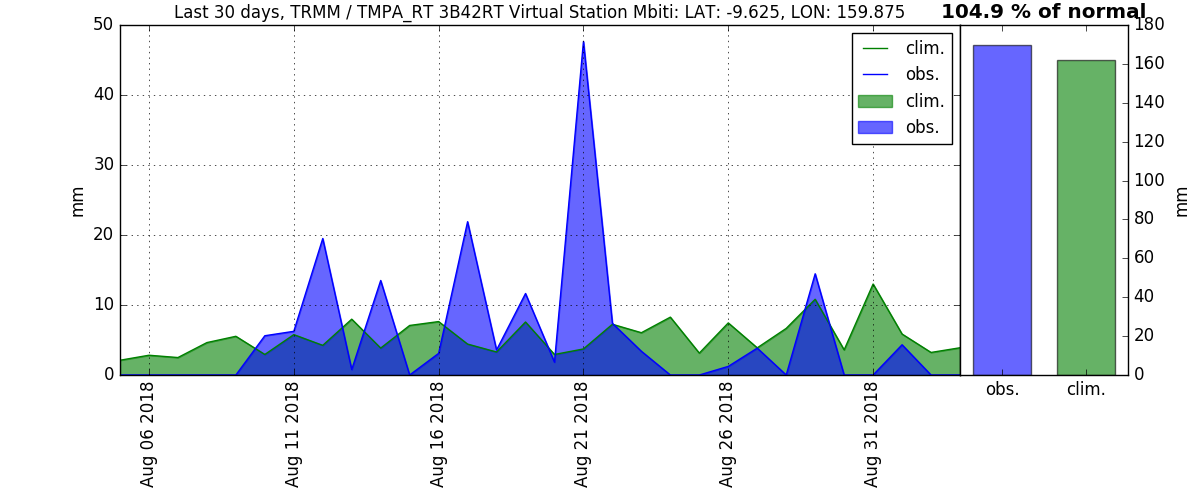 Last 30 days, TRMM / TMPA_RT 3B42RT Virtual Station Mbiti: LAT: -9.625, LON: 159.875
104.9 % of normal
50
40
30
20
10
0
mm
clim.
obs.
clim.
obs.
180
160
140
120
100
80
60
40
20
0
mm
Aug 06 2018
Aug 11 2018
Aug 16 2018
Aug 21 2018
Aug 26 2018
Aug 31 2018
obs.
clim.